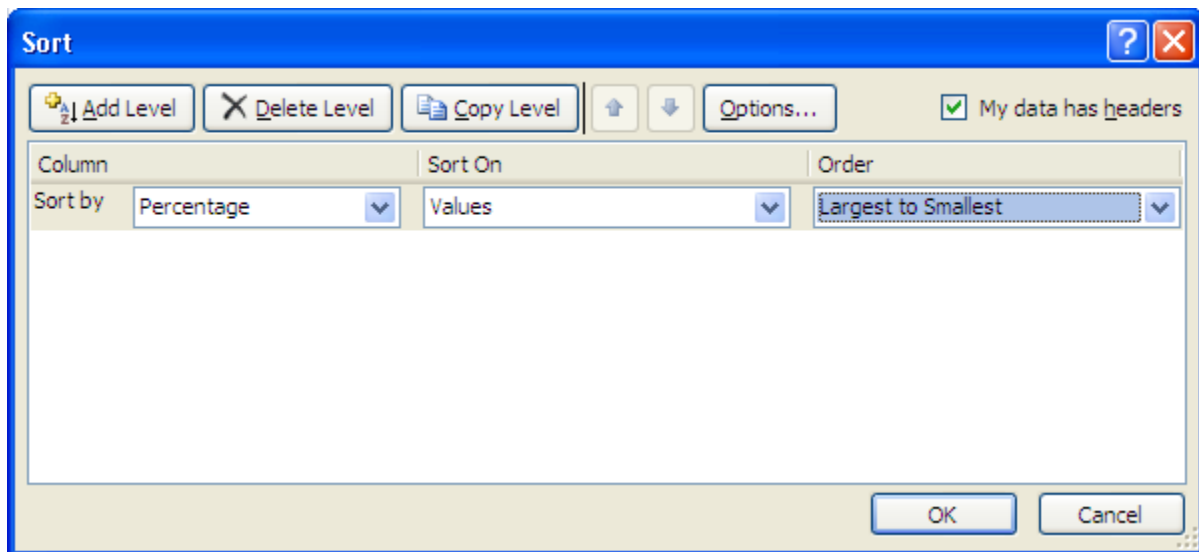 Sort
Add Level Delete Level Copy Level Options... My data has headers
Column Sort On Order
Sort by Percentage Values Largest to Smallest
OK Cancel